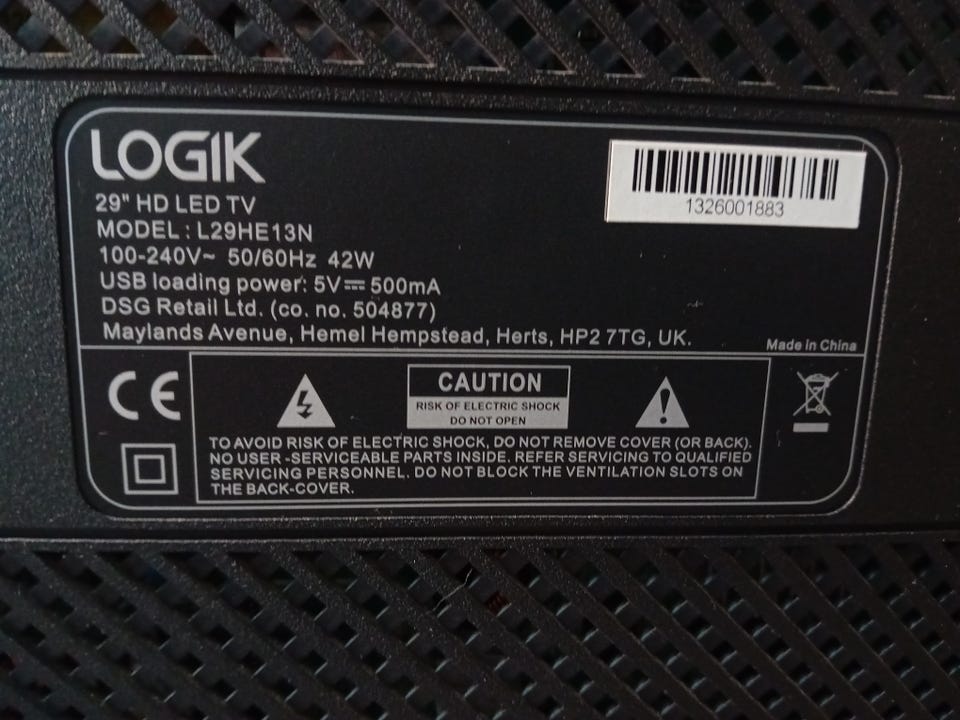 LOGIK
29" HD LED TV
MODEL : L29HE13N
100-240V~ 50/60Hz 42W
USB loading power: 5V⎓500mA
DSG Retail Ltd. (co. no. 504877)
Maylands Avenue, Hemel Hempstead, Herts, HP2 7TG, UK.
1326001883
Made in China
CE
CAUTION
RISK OF ELECTRIC SHOCK
DO NOT OPEN
TO AVOID RISK OF ELECTRIC SHOCK, DO NOT REMOVE COVER (OR BACK).
NO USER -SERVICEABLE PARTS INSIDE. REFER SERVICING TO QUALIFIED
SERVICING PERSONNEL. DO NOT BLOCK THE VENTILATION SLOTS ON
THE BACK-COVER.